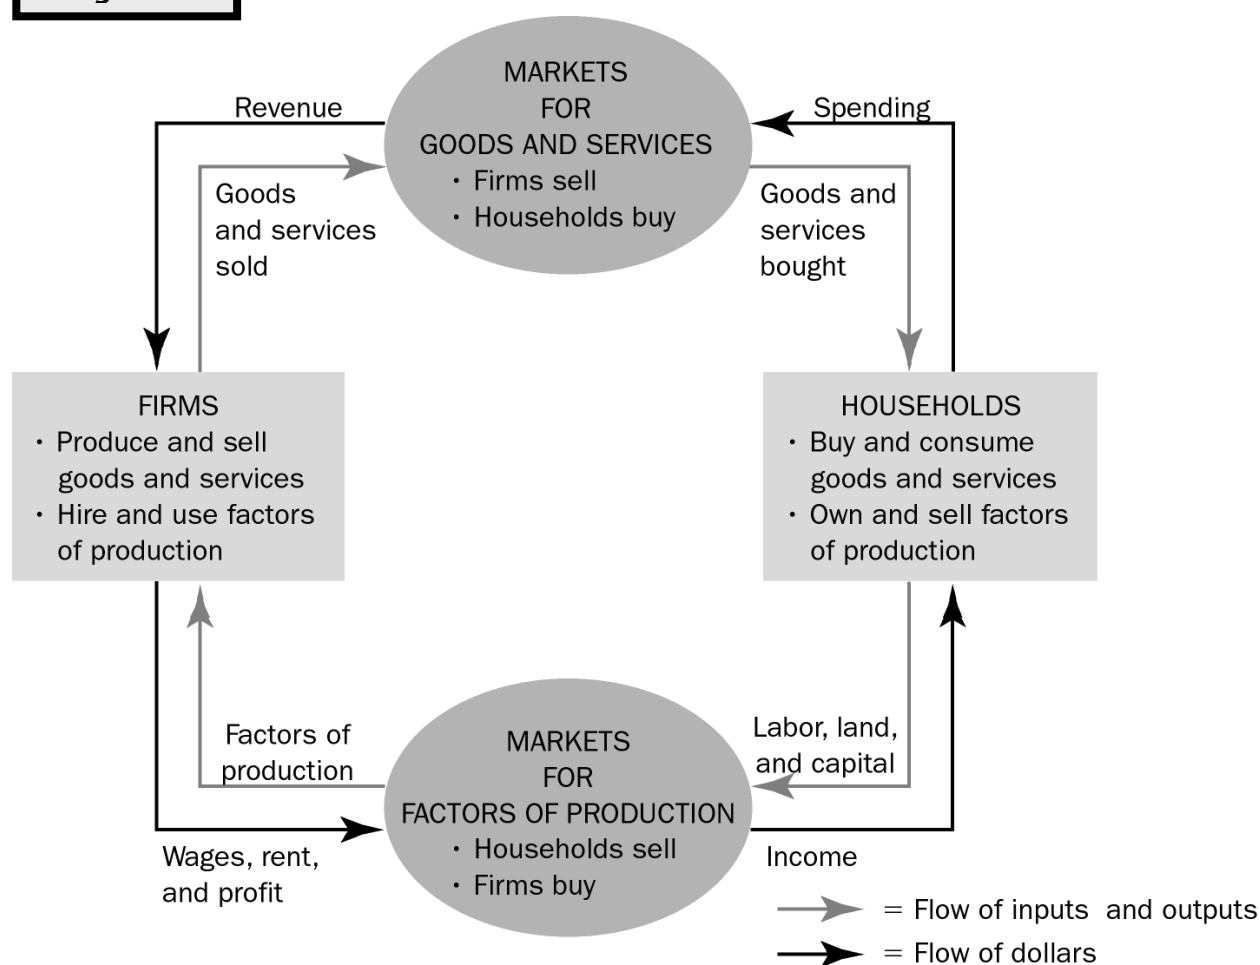 MARKETS
FOR
GOODS AND SERVICES
• Firms sell
• Households buy
Revenue
Spending
Goods
and services
sold
Goods and
services
bought
FIRMS
• Produce and sell
goods and services
• Hire and use factors
of production
HOUSEHOLDS
• Buy and consume
goods and services
• Own and sell factors
of production
Factors of
production
Labor, land,
and capital
MARKETS
FOR
FACTORS OF PRODUCTION
• Households sell
• Firms buy
Wages, rent,
and profit
Income
= Flow of inputs and outputs
= Flow of dollars